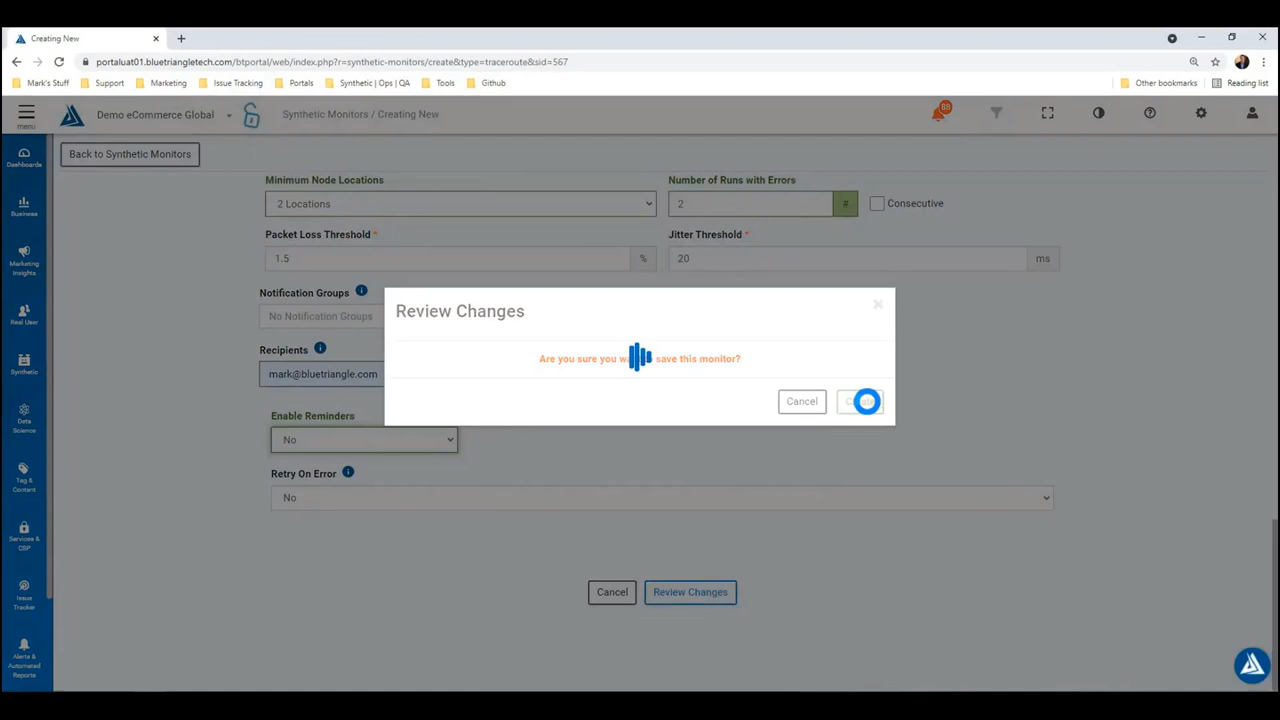 Creating New
portaluat01.bluetriangletech.com/btportal/web/index.php?r=synthetic-monitors/create&type=traceroute&sid=567
Mark's Stuff
Support
Marketing
Issue Tracking
Portals
Synthetic | Ops | QA
Tools
Github
Other bookmarks
Reading list
menu
Demo eCommerce Global
Synthetic Monitors / Creating New
88
Back to Synthetic Monitors
Dashboards
Business
Marketing
Insights
Real User
Synthetic
Data
Science
Tag &
Content
Services &
CSP
Issue
Tracker
Alerts &
Automated
Reports
Minimum Node Locations
2 Locations
Number of Runs with Errors
2
#
Consecutive
Packet Loss Threshold *
1.5
%
Jitter Threshold *
20
ms
Notification Groups
No Notification Groups
Recipients
mark@bluetriangle.com
Enable Reminders
No
Retry On Error
No
Review Changes
Are you sure you save this monitor?
Cancel
Cancel
Review Changes